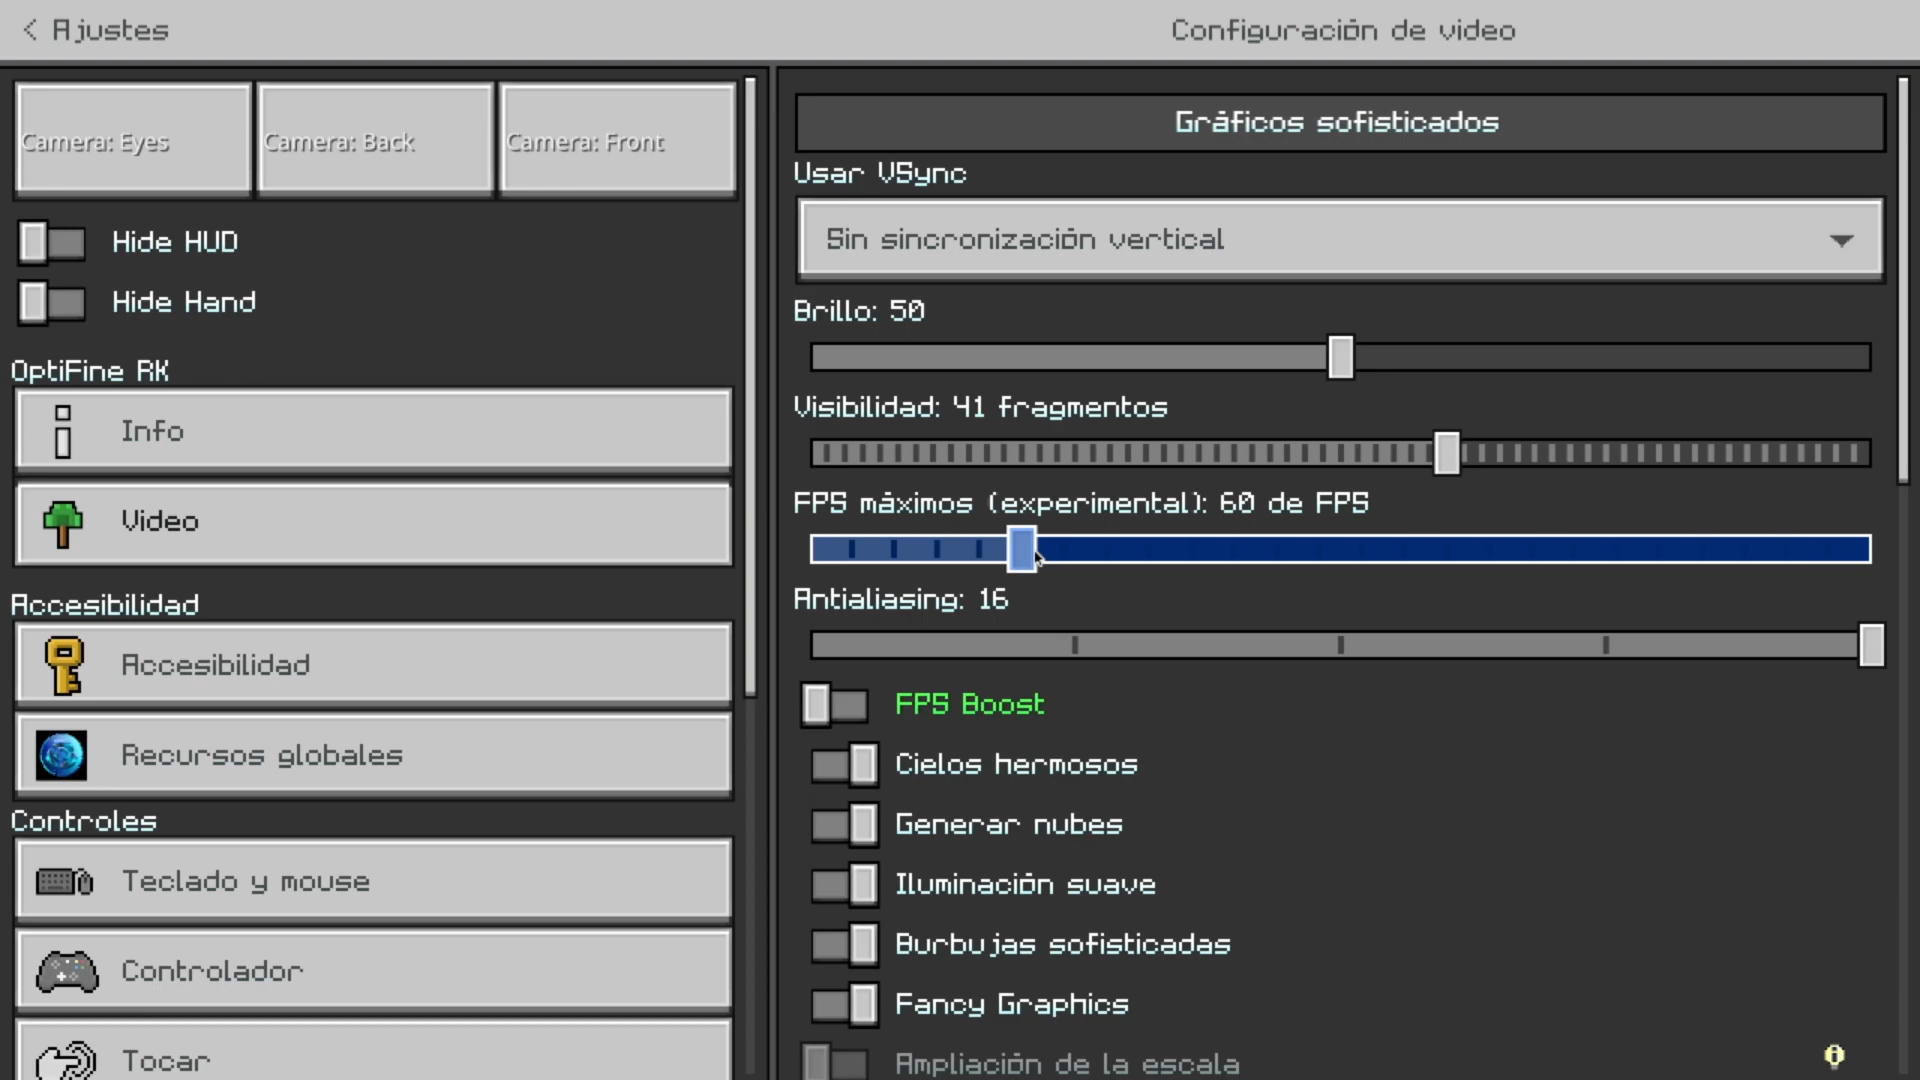 Ajustes
Configuración de video
Camera: Eyes
Camera: Back
Camera: Front
Hide HUD
Hide Hand
OptiFine RK
Info
Video
Accesibilidad
Accesibilidad
Recursos globales
Controles
Teclado y mouse
Controlador
Tocar
Gráficos sofisticados
Usar VSync
Sin sincronización vertical
Brillo: 50
Visibilidad: 41 fragmentos
FPS máximos (experimental): 60 de FPS
Antialiasing: 16
FPS Boost
Cielos hermosos
Generar nubes
Iluminación suave
Burbujas sofisticadas
Fancy Graphics
Ampliación de la escala